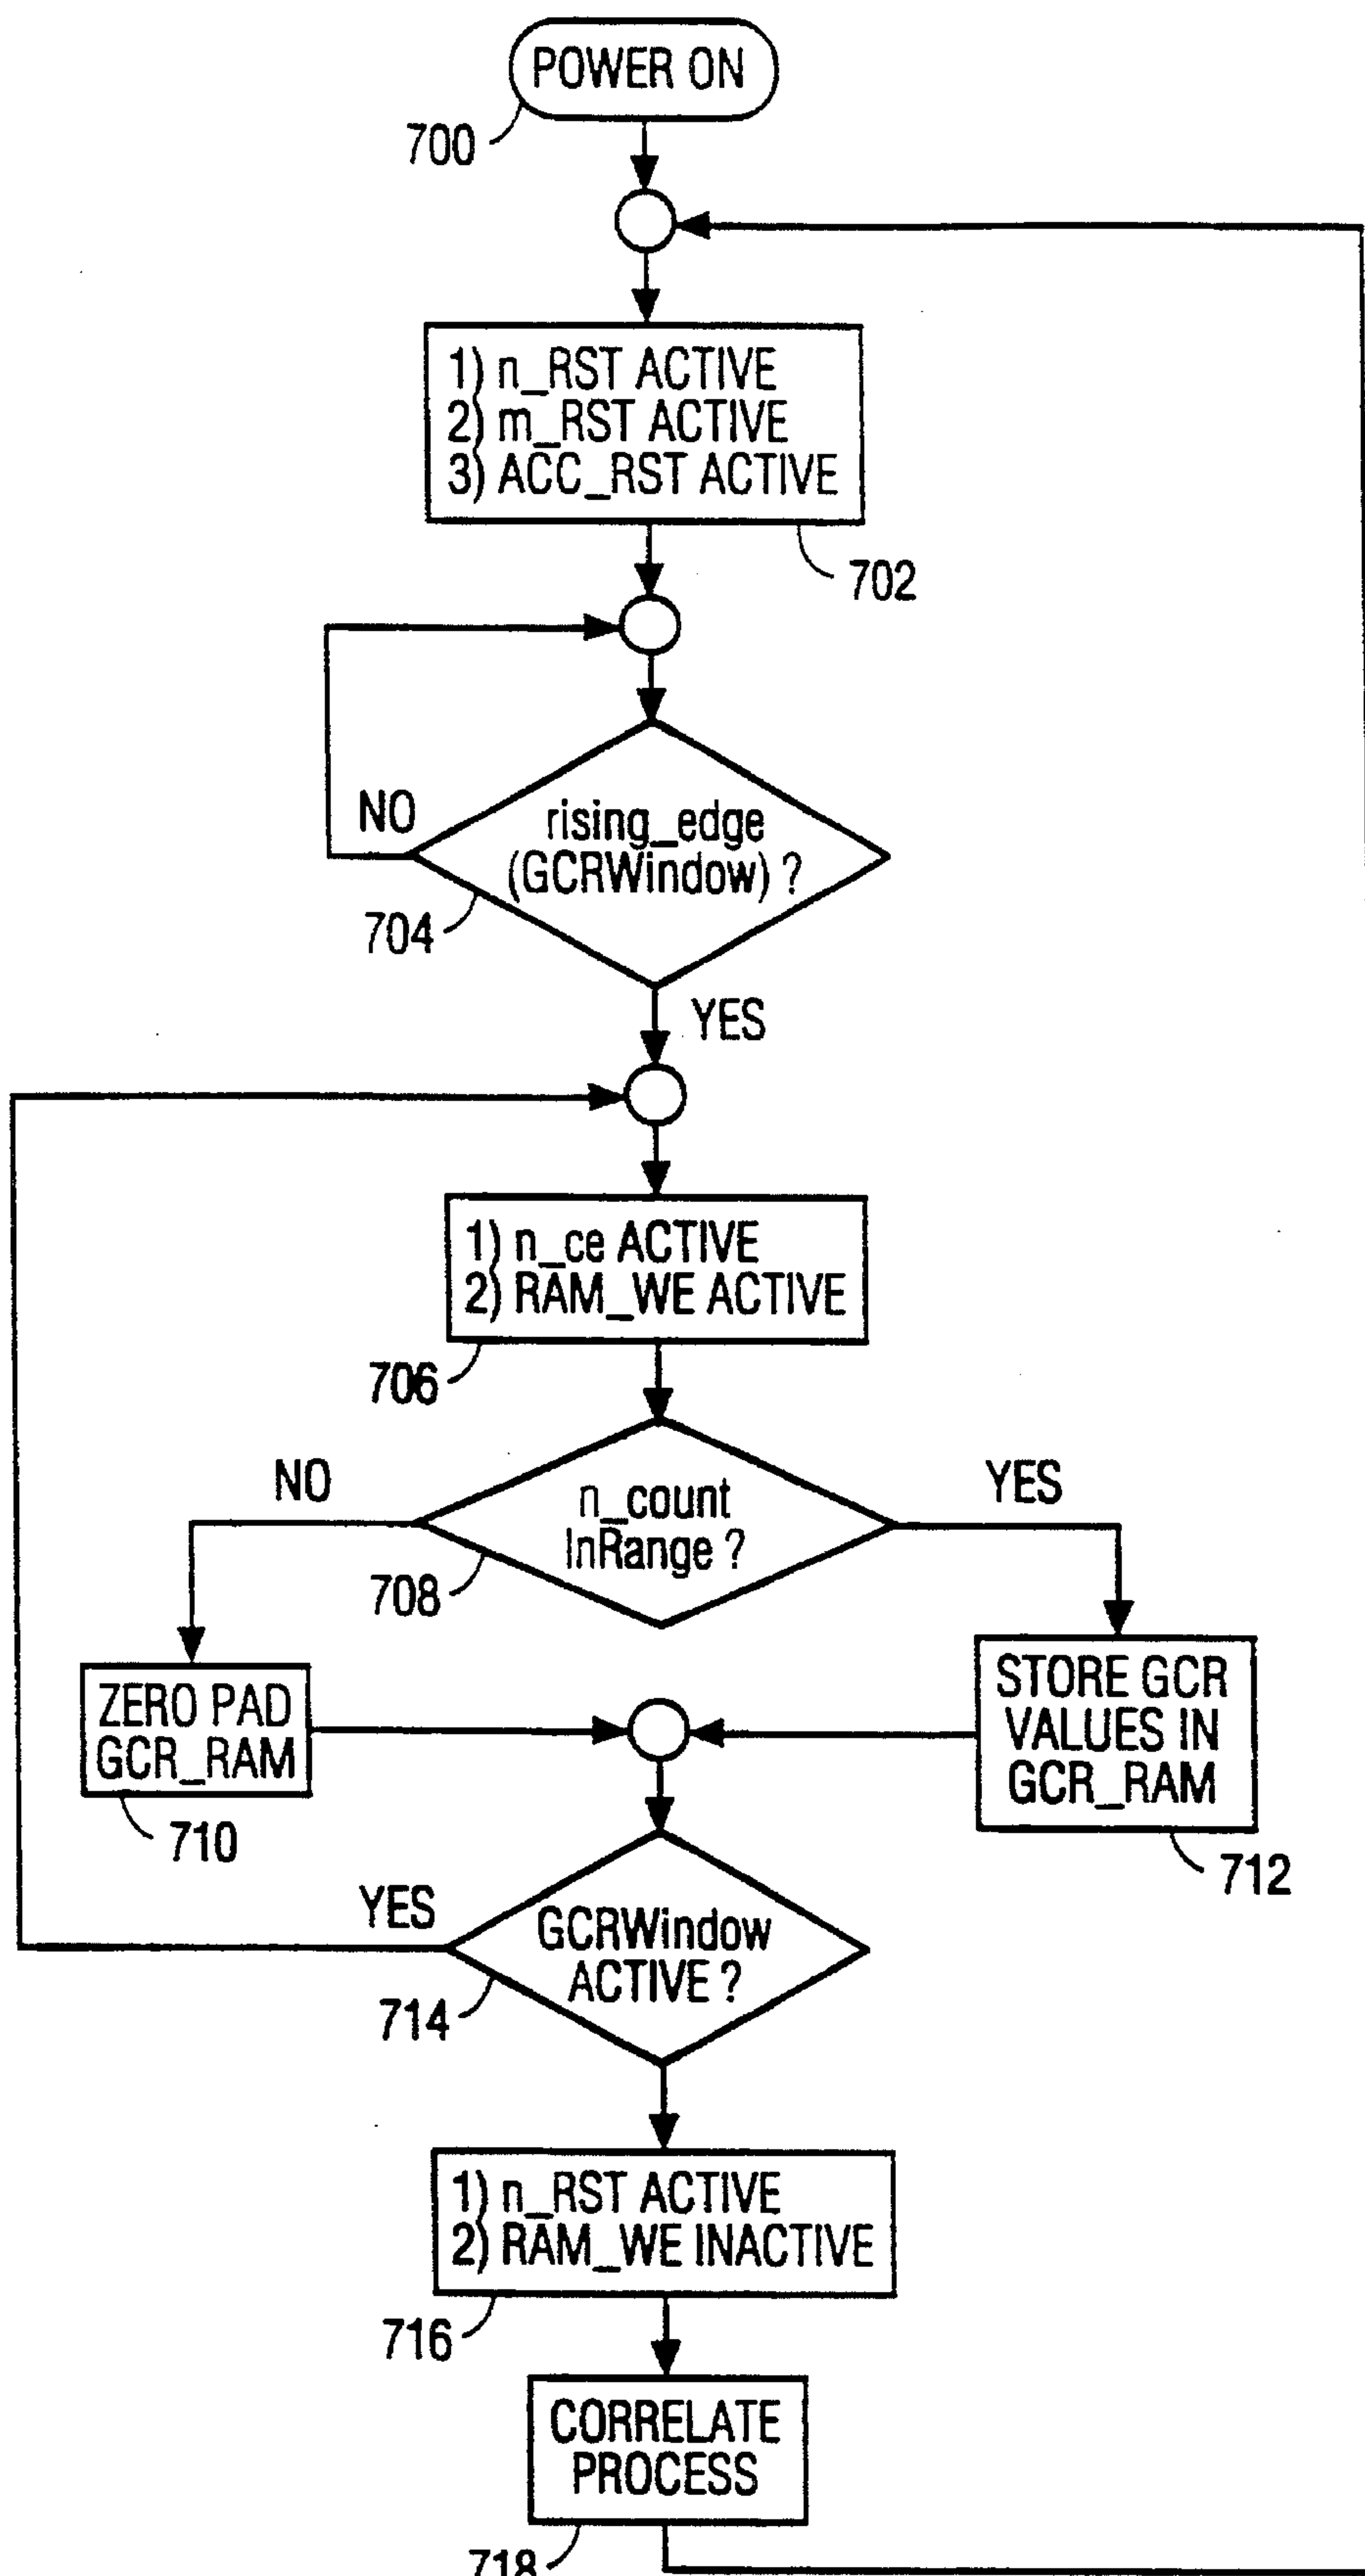 POWER ON
700
1) n_RST ACTIVE
2) m_RST ACTIVE
3) ACC_RST ACTIVE
702
NO
rising_edge
(GCRWindow) ?
704
YES
1) n_ce ACTIVE
2) RAM_WE ACTIVE
706
NO
n_count
InRange ?
YES
708
ZERO PAD
GCR_RAM
710
STORE GCR
VALUES IN
GCR_RAM
712
YES
GCRWindow
ACTIVE ?
714
1) n_RST ACTIVE
2) RAM_WE INACTIVE
716
CORRELATE
PROCESS
718